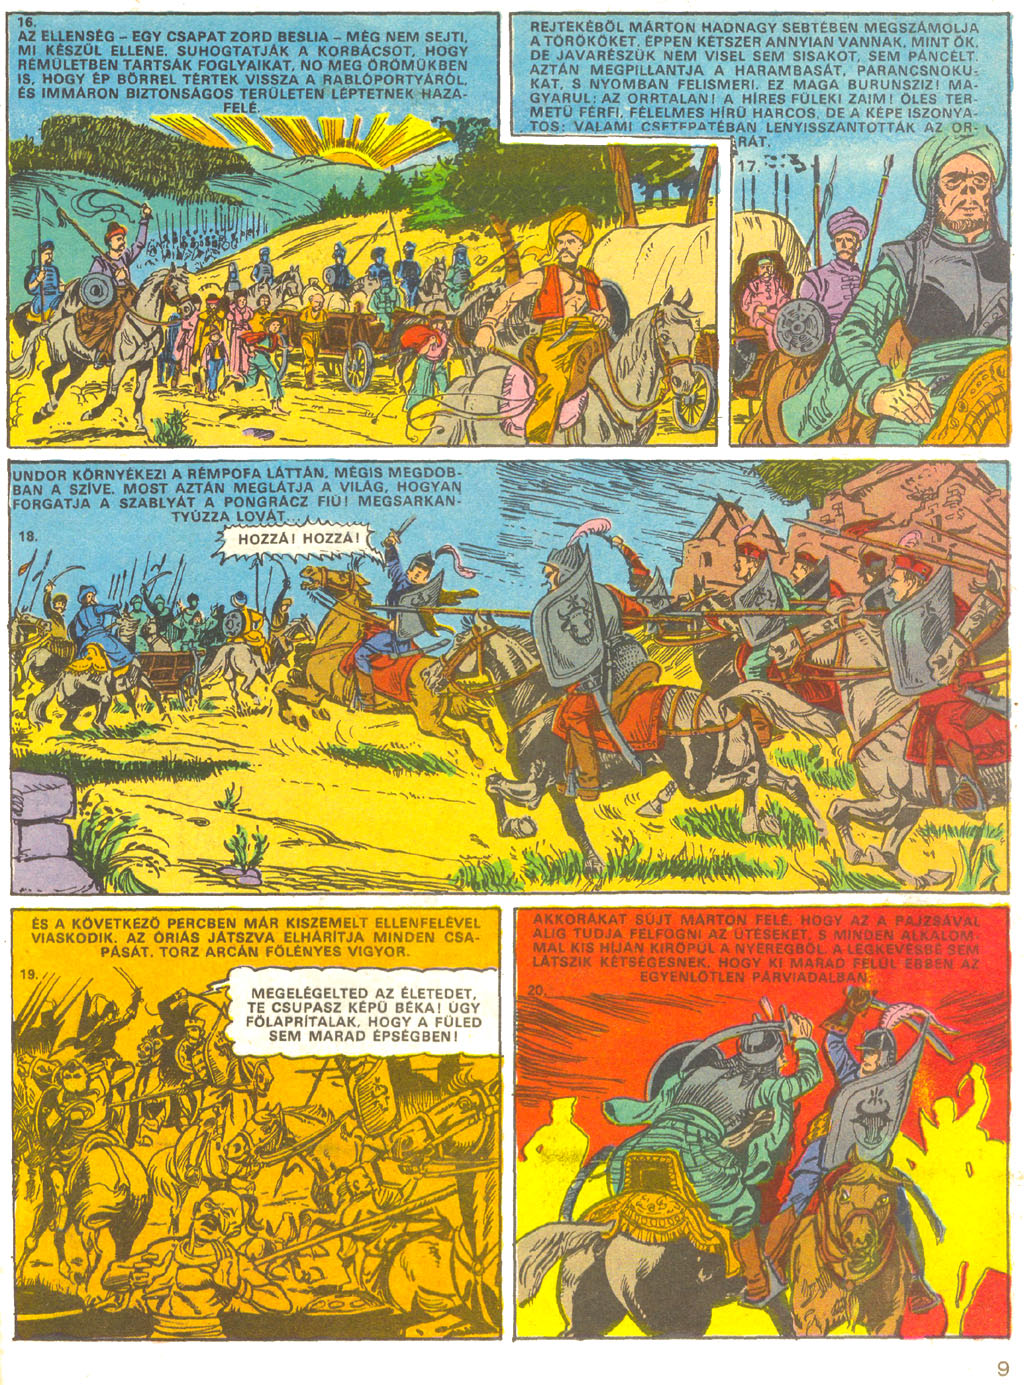 16.
AZ ELLENSÉG – EGY CSAPAT ZORD BESLIA – MÉG NEM SEJTI,
MI KÉSZÜL ELLENE. SUHOGTATJÁK A KORBÁCSOT, HOGY
RÉMÜLETBEN TARTSÁK FOGLYAIKAT, NO MEG ÖRÖMÜKBEN
IS, HOGY ÉP BŐRREL TÉRTEK VISSZA A RABLÓPORTYÁRÓL,
ÉS IMMÁRON BIZTONSÁGOS TERÜLETEN LÉPTETNEK HAZA-
FELÉ.
REJTEKÉBŐL MÁRTON HADNAGY SEBTÉBEN MEGSZÁMOLJA
A TÖRÖKÖKET. ÉPPEN KÉTSZER ANNYIAN VANNAK, MINT ŐK,
DE JAVARÉSZÜK NEM VISEL SEM SISAKOT, SEM PÁNCÉLT.
AZTÁN MEGPILLANTJA A HARAMBASÁT, PARANCSNOKU-
KAT, S NYOMBAN FELISMERI. EZ MAGA BURUNSZIZ! MA-
GYARUL: AZ ORRTALAN! A HÍRES FÜLEKI ZAIM! ÖLES TER-
METŰ FÉRFI, FÉLELMES HÍRŰ HARCOS, DE A KÉPE ISZONYA-
TOS: VALAMI CSETEPATÉBAN LENYISSZANTOTTÁK AZ OR-
RÁT.
17.
UNDOR KÖRNYÉKEZI A RÉMPOFA LÁTTÁN, MÉGIS MEGDOB-
BAN A SZÍVE. MOST AZTÁN MEGLÁTJA A VILÁG, HOGYAN
FORGATJA A SZABLYÁT A PONGRÁCZ FIÚ! MEGSARKAN-
TYÚZZA LOVÁT...
18.
HOZZÁ! HOZZÁ!
ÉS A KÖVETKEZŐ PERCBEN MÁR KISZEMELT ELLENFELÉVEL
VIASKODIK. AZ ÓRIÁS JÁTSZVA ELHÁRÍTJA MINDEN CSA-
PÁSÁT. TORZ ARCÁN FÖLÉNYES VIGYOR.
19.
MEGELÉGELTED AZ ÉLETEDET,
TE CSUPASZ KÉPŰ BÉKA! ÚGY
FÖLAPRÍTALAK, HOGY A FÜLED
SEM MARAD ÉPSÉGBEN!
AKKORÁKAT SÚJT MÁRTON FELÉ, HOGY AZ A PAJZSÁVAL
ALIG TUDJA FELFOGNI AZ ÜTÉSEKET, S MINDEN ALKALOM-
MAL KIS HÍJÁN KIRÖPÜL A NYEREGBŐL. A LEGKEVÉSBÉ SEM
LÁTSZIK KÉTSÉGESNEK, HOGY KI MARAD FELÜL EBBEN AZ
EGYENLŐTLEN PÁRVIADALBAN...
20.
9